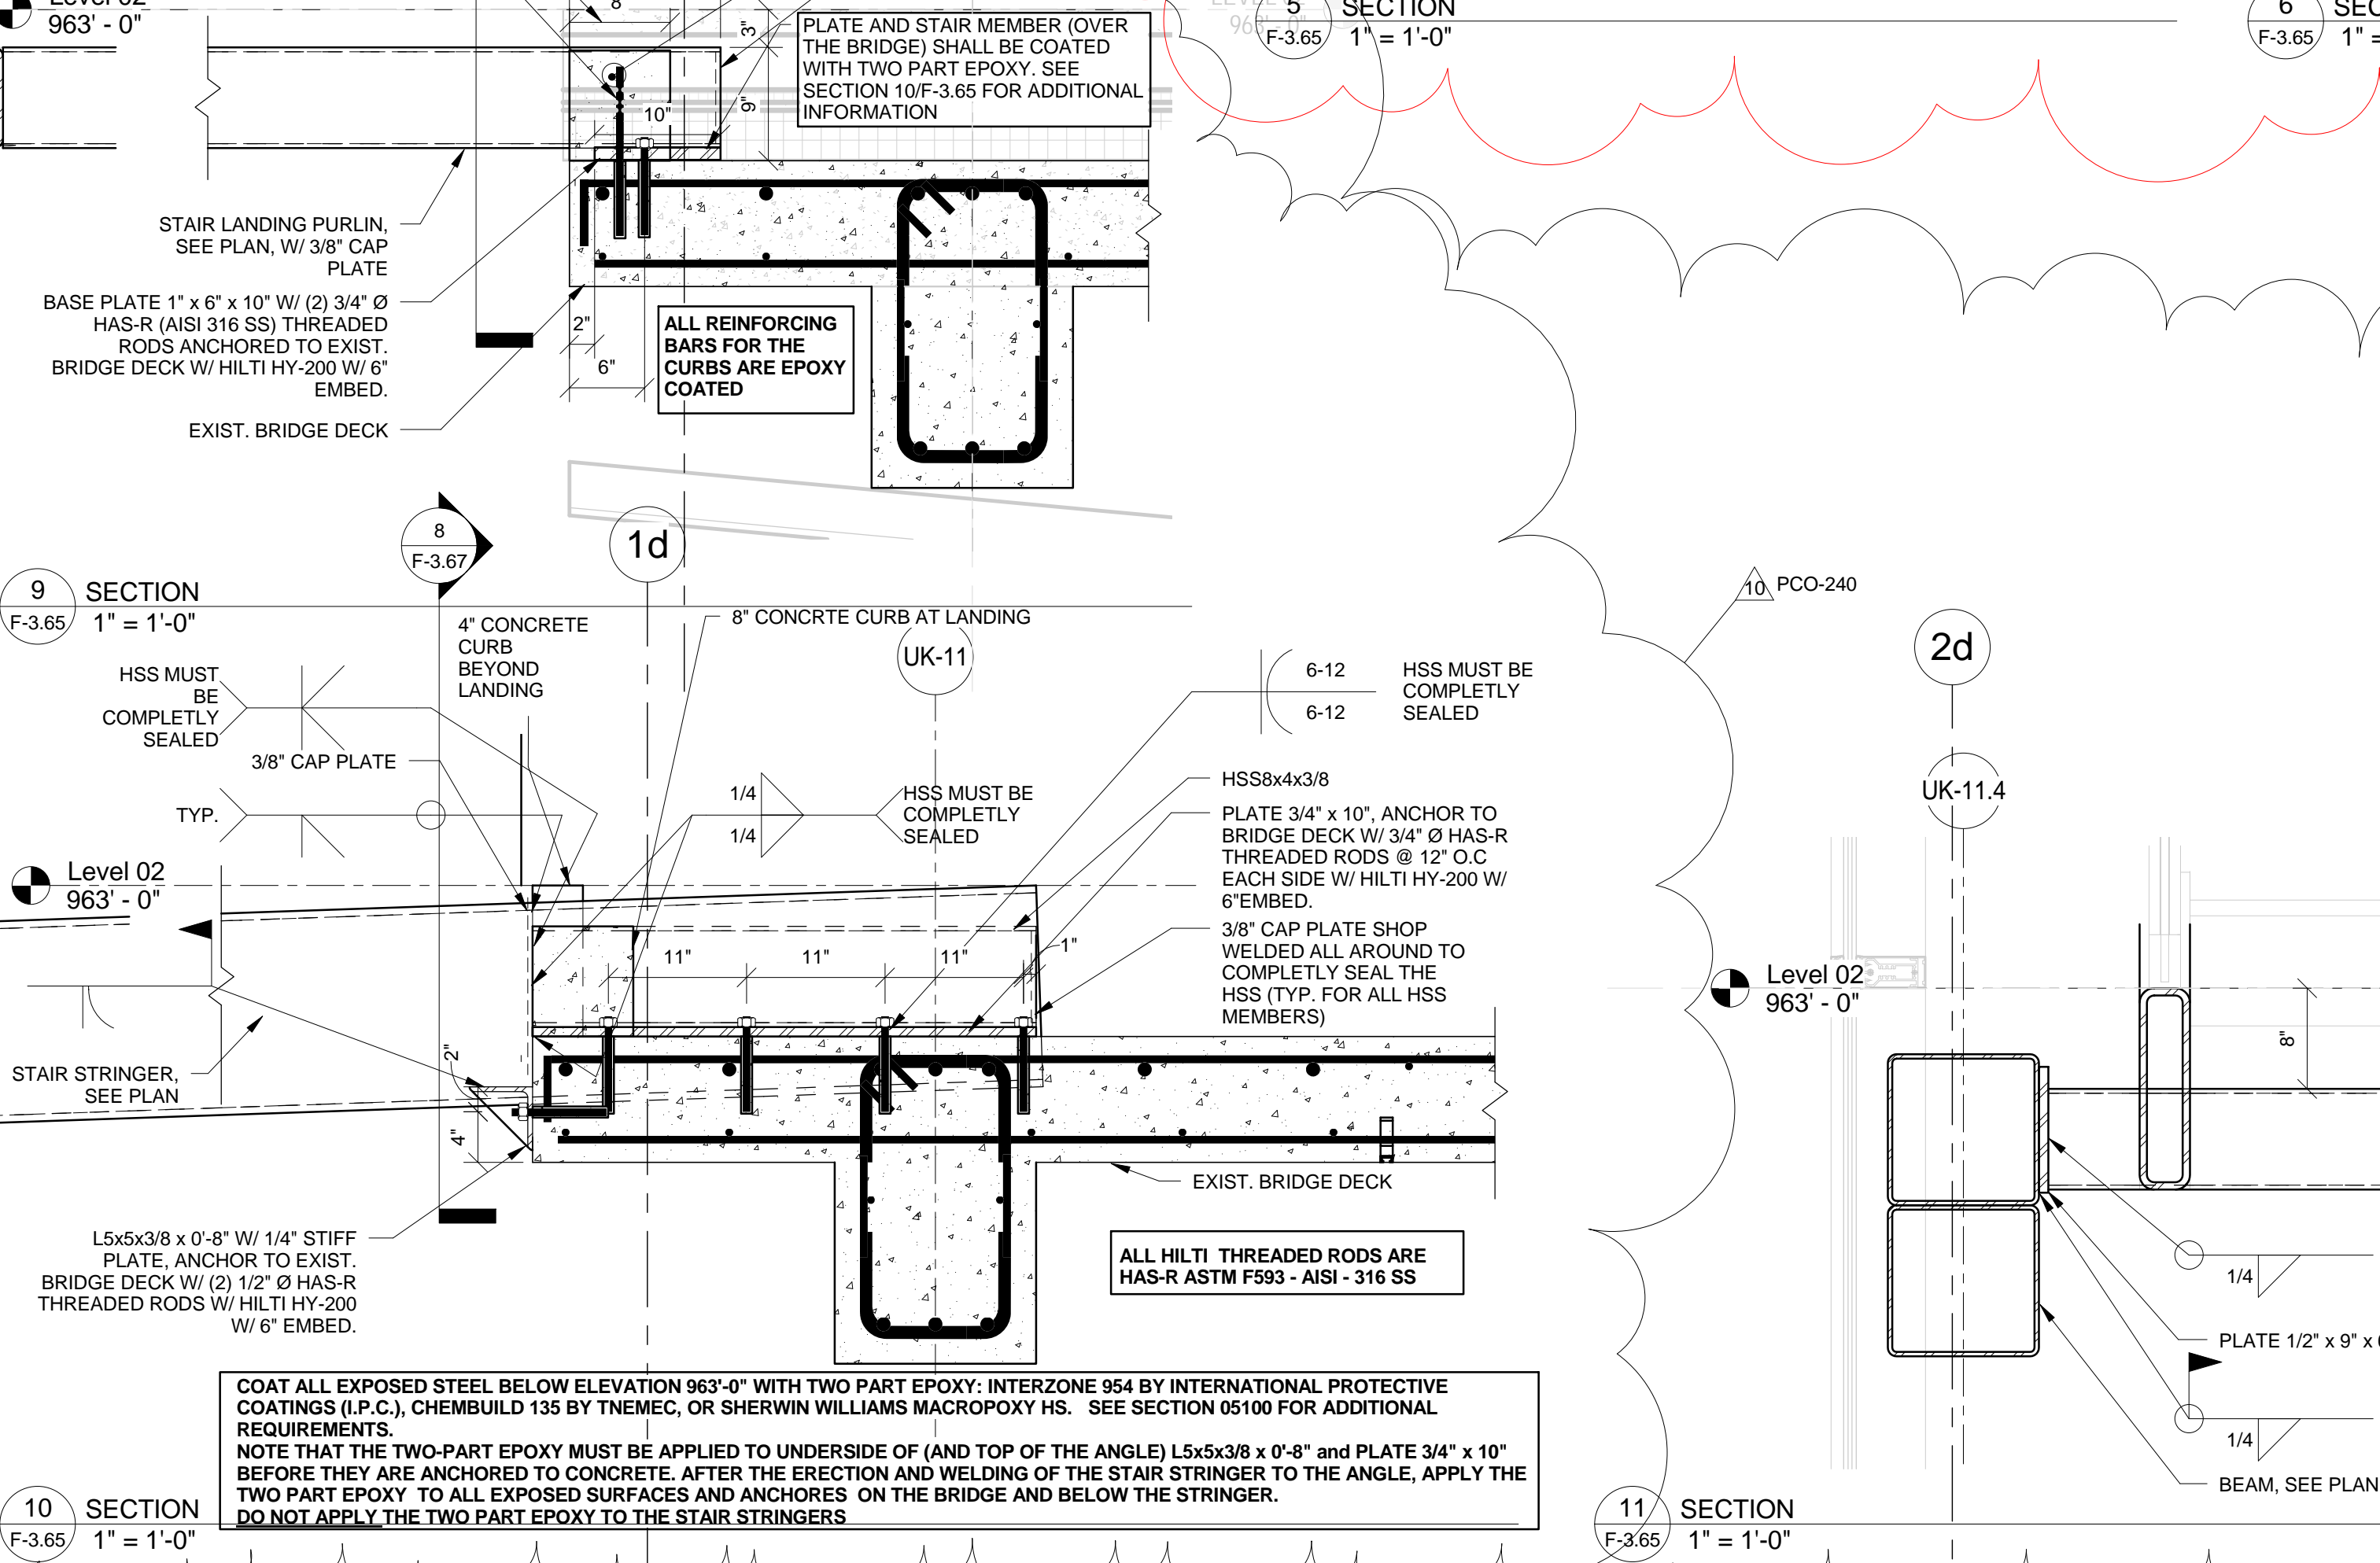 Level 02
963' - 0"
8"
3"
9"
10"
PLATE AND STAIR MEMBER (OVER
THE BRIDGE) SHALL BE COATED
WITH TWO PART EPOXY. SEE
SECTION 10/F-3.65 FOR ADDITIONAL
INFORMATION
963' - 0"
5
F-3.65
SECTION
1" = 1'-0"
6
F-3.65
1" =
STAIR LANDING PURLIN,
SEE PLAN, W/ 3/8" CAP
PLATE
BASE PLATE 1" x 6" x 10" W/ (2) 3/4" Ø
HAS-R (AISI 316 SS) THREADED
RODS ANCHORED TO EXIST.
BRIDGE DECK W/ HILTI HY-200 W/ 6"
EMBED.
EXIST. BRIDGE DECK
2"
6"
ALL REINFORCING
BARS FOR THE
CURBS ARE EPOXY
COATED
9
F-3.65
SECTION
1" = 1'-0"
8
F-3.67
1d
UK-11
4" CONCRETE
CURB
BEYOND
LANDING
8" CONCRTE CURB AT LANDING
HSS MUST
BE
COMPLETLY
SEALED
3/8" CAP PLATE
TYP.
1/4
1/4
HSS MUST BE
COMPLETLY
SEALED
6-12
6-12
HSS MUST BE
COMPLETLY
SEALED
HSS8x4x3/8
PLATE 3/4" x 10", ANCHOR TO
BRIDGE DECK W/ 3/4" Ø HAS-R
THREADED RODS @ 12" O.C
EACH SIDE W/ HILTI HY-200 W/
6"EMBED.
3/8" CAP PLATE SHOP
WELDED ALL AROUND TO
COMPLETLY SEAL THE
HSS (TYP. FOR ALL HSS
MEMBERS)
Level 02
963' - 0"
11"
11"
11"
1"
2"
4"
STAIR STRINGER,
SEE PLAN
L5x5x3/8 x 0'-8" W/ 1/4" STIFF
PLATE, ANCHOR TO EXIST.
BRIDGE DECK W/ (2) 1/2" Ø HAS-R
THREADED RODS W/ HILTI HY-200
W/ 6" EMBED.
EXIST. BRIDGE DECK
ALL HILTI THREADED RODS ARE
HAS-R ASTM F593 - AISI - 316 SS
COAT ALL EXPOSED STEEL BELOW ELEVATION 963'-0" WITH TWO PART EPOXY: INTERZONE 954 BY INTERNATIONAL PROTECTIVE
COATINGS (I.P.C.), CHEMBUILD 135 BY TNEMEC, OR SHERWIN WILLIAMS MACROPOXY HS. SEE SECTION 05100 FOR ADDITIONAL
REQUIREMENTS.
NOTE THAT THE TWO-PART EPOXY MUST BE APPLIED TO UNDERSIDE OF (AND TOP OF THE ANGLE) L5x5x3/8 x 0'-8" and PLATE 3/4" x 10"
BEFORE THEY ARE ANCHORED TO CONCRETE. AFTER THE ERECTION AND WELDING OF THE STAIR STRINGER TO THE ANGLE, APPLY THE
TWO PART EPOXY TO ALL EXPOSED SURFACES AND ANCHORES ON THE BRIDGE AND BELOW THE STRINGER.
DO NOT APPLY THE TWO PART EPOXY TO THE STAIR STRINGERS
10
F-3.65
SECTION
1" = 1'-0"
10
PCO-240
2d
UK-11.4
Level 02
963' - 0"
8"
1/4
PLATE 1/2" x 9" x
1/4
BEAM, SEE PLAN
11
F-3.65
SECTION
1" = 1'-0"